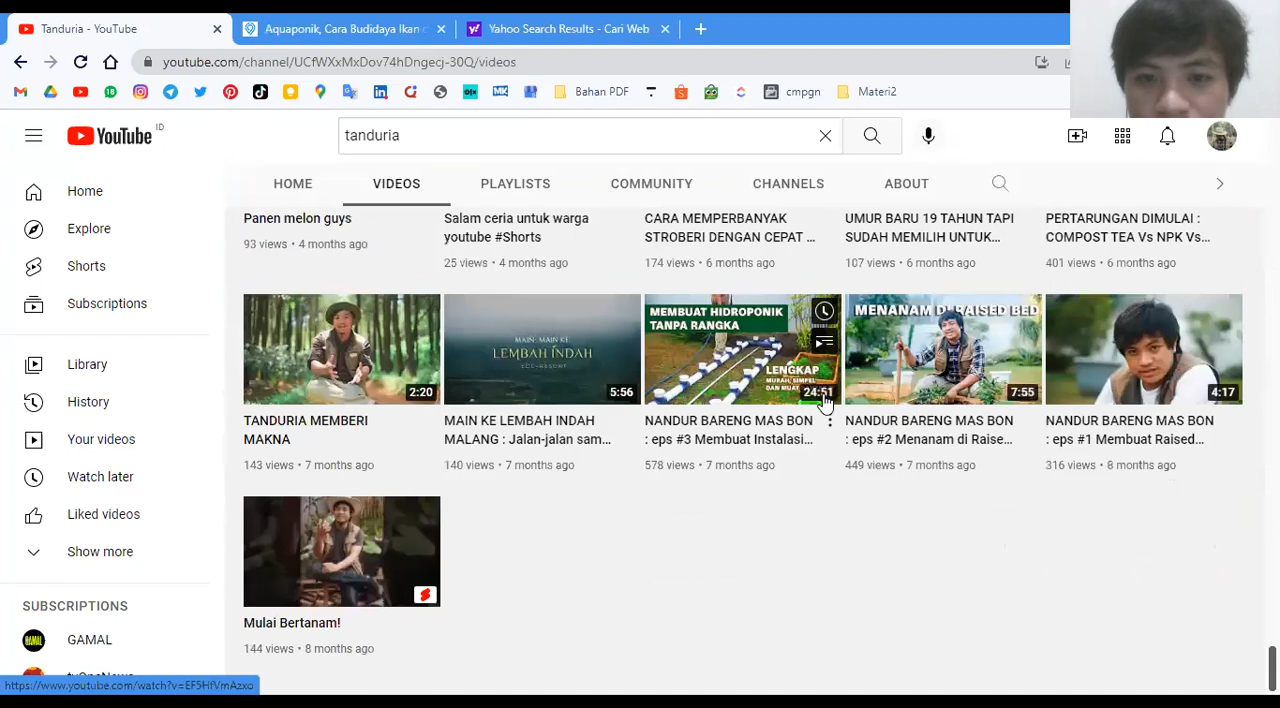 Tanduria - YouTube
Aquaponik, Cara Budidaya Ikan
Yahoo Search Results - Cari Web
youtube.com/channel/UCfWXxMxDov74hDngecj-30Q/videos
Bahan PDF
cmpgn
Materi2
YouTube ID
tanduria
HOME
VIDEOS
PLAYLISTS
COMMUNITY
CHANNELS
ABOUT
Home
Explore
Shorts
Subscriptions
Library
History
Your videos
Watch later
Liked videos
Show more
SUBSCRIPTIONS
GAMAL
Panen melon guys
93 views • 4 months ago
Salam ceria untuk warga
youtube #Shorts
25 views • 4 months ago
CARA MEMPERBANYAK
STROBERI DENGAN CEPAT ...
174 views • 6 months ago
UMUR BARU 19 TAHUN TAPI
SUDAH MEMILIH UNTUK...
107 views • 6 months ago
PERTARUNGAN DIMULAI :
COMPOST TEA Vs NPK Vs...
401 views • 6 months ago
2:20
TANDURIA MEMBERI
MAKNA
143 views • 7 months ago
MAIN-MAIN KE
LEMBAH INDAH
ECO-RESORT
5:56
MAIN KE LEMBAH INDAH
MALANG : Jalan-jalan sam...
140 views • 7 months ago
MEMBUAT HIDROPONIK
TANPA RANGKA
LENGKAP
24:51
NANDUR BARENG MAS BON
: eps #3 Membuat Instalasi...
578 views • 7 months ago
MENANAM DI RAISED BED
7:55
NANDUR BARENG MAS BON
: eps #2 Menanam di Raise...
449 views • 7 months ago
4:17
NANDUR BARENG MAS BON
: eps #1 Membuat Raised...
316 views • 8 months ago
Mulai Bertanam!
144 views • 8 months ago
https://www.youtube.com/watch?v=EF5HfVmAzxo